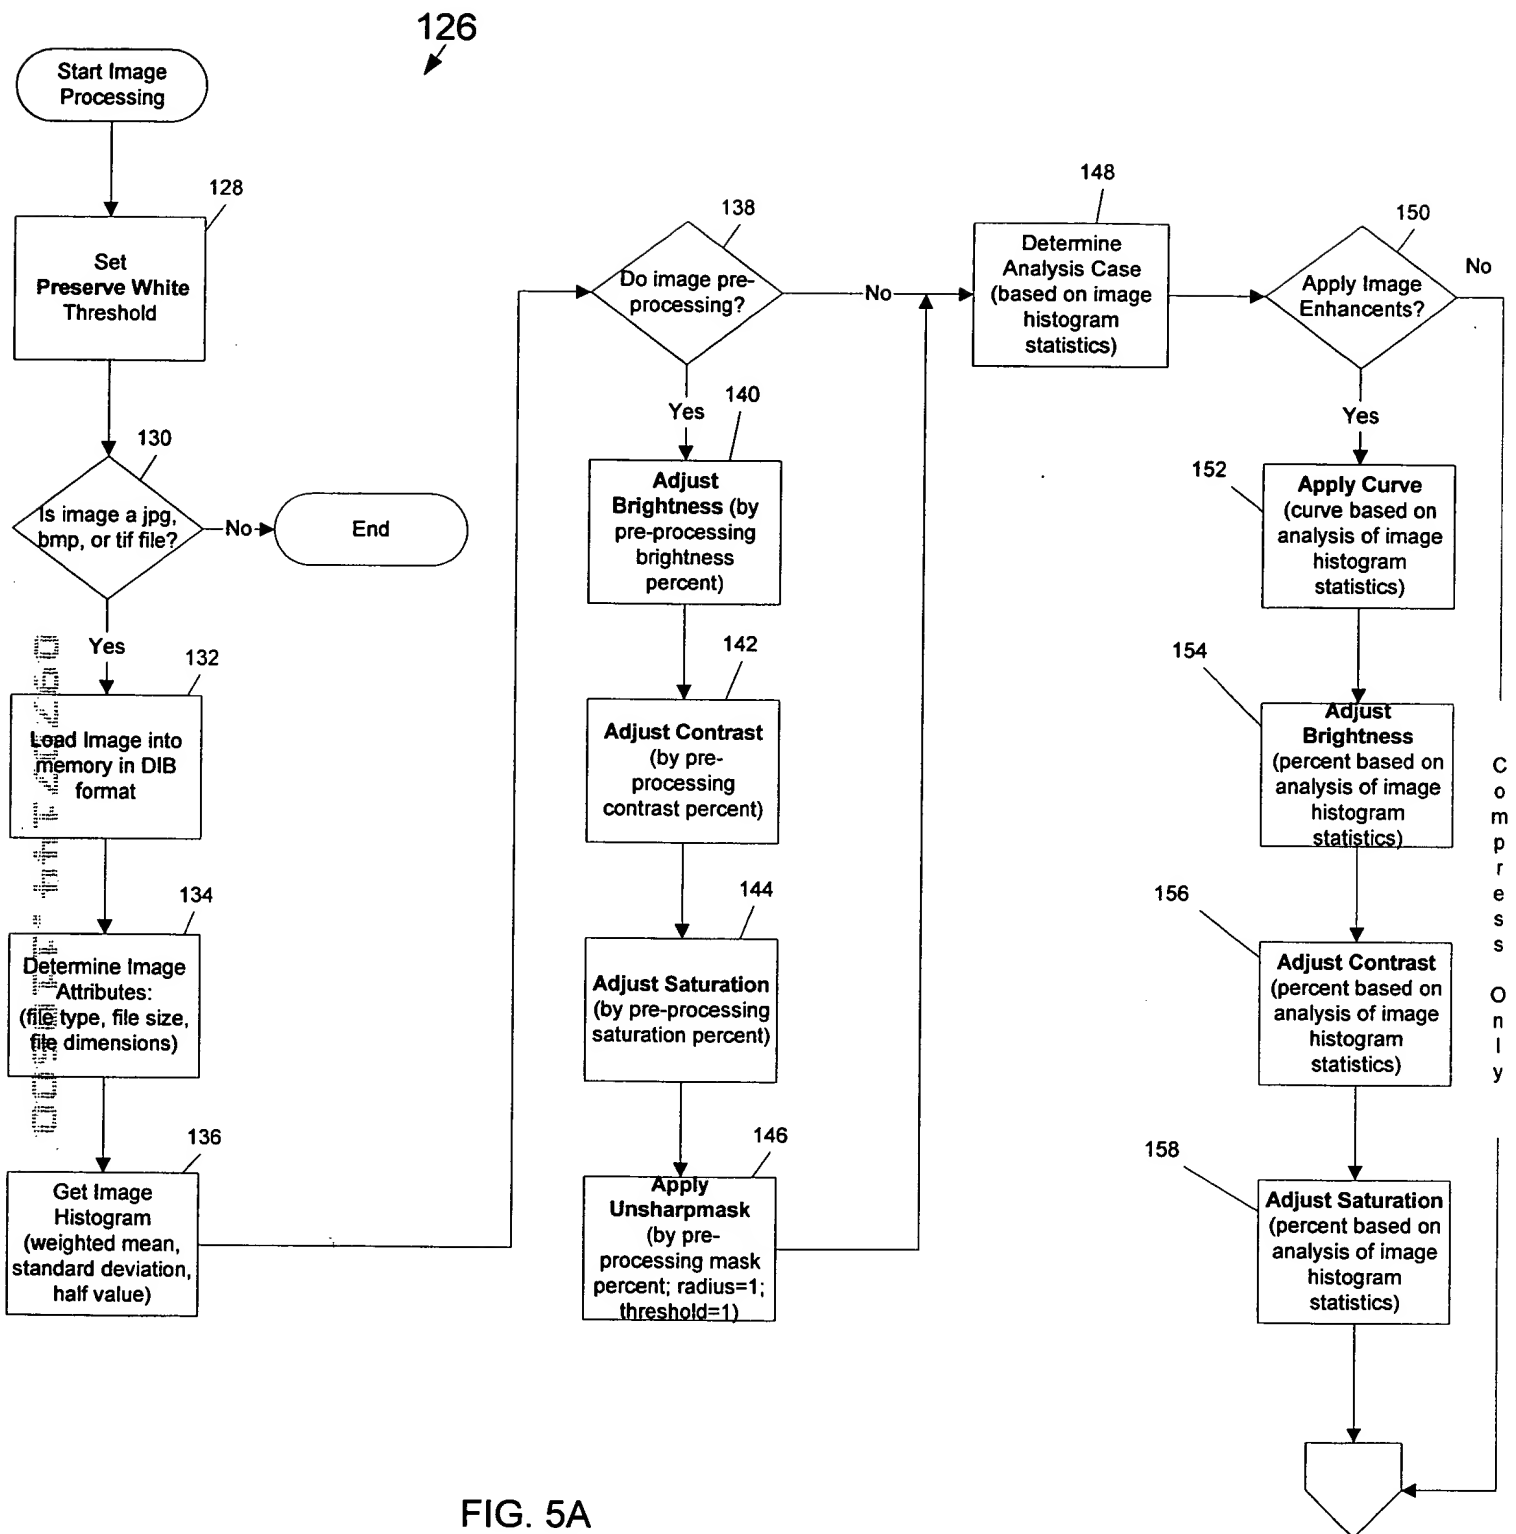 126
Start Image
Processing
128
Set
Preserve White
Threshold
130
Is image a jpg,
bmp, or tif file?
No
End
Yes
132
Load Image into
memory in DIB
format
134
Determine Image
Attributes:
(file type, file size,
file dimensions)
136
Get Image
Histogram
(weighted mean,
standard deviation,
half value)
138
Do image pre-
processing?
No
Yes
140
Adjust
Brightness (by
pre-processing
brightness
percent)
142
Adjust Contrast
(by pre-
processing
contrast percent)
144
Adjust Saturation
(by pre-processing
saturation percent)
146
Apply
Unsharpmask
(by pre-
processing mask
percent; radius=1;
threshold=1)
148
Determine
Analysis Case
(based on image
histogram
statistics)
150
Apply Image
Enhancents?
No
Yes
152
Apply Curve
(curve based on
analysis of image
histogram
statistics)
154
Adjust
Brightness
(percent based on
analysis of image
histogram
statistics)
156
Adjust Contrast
(percent based on
analysis of image
histogram
statistics)
158
Adjust Saturation
(percent based on
analysis of image
histogram
statistics)
Compress Only
FIG. 5A